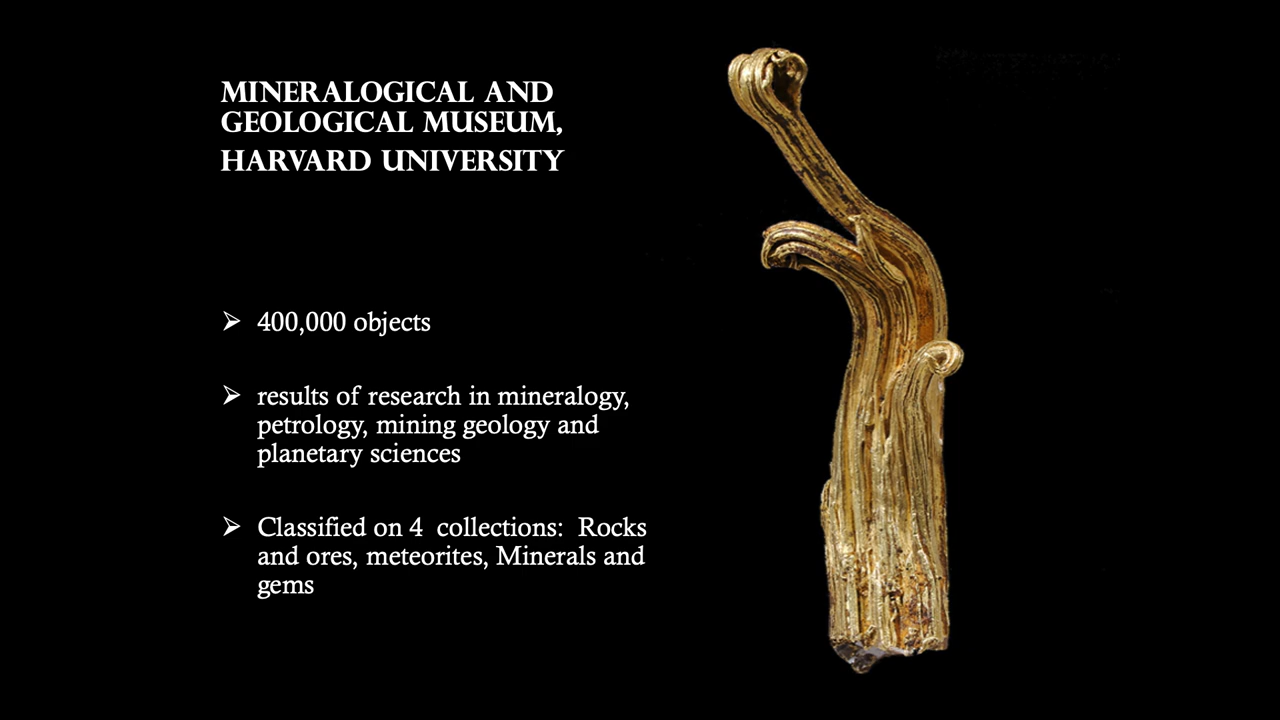 MINERALOGICAL AND
GEOLOGICAL MUSEUM,
HARVARD UNIVERSITY
➢ 400,000 objects
➢ results of research in mineralogy,
petrology, mining geology and
planetary sciences
➢ Classified on 4 collections: Rocks
and ores, meteorites, Minerals and
gems